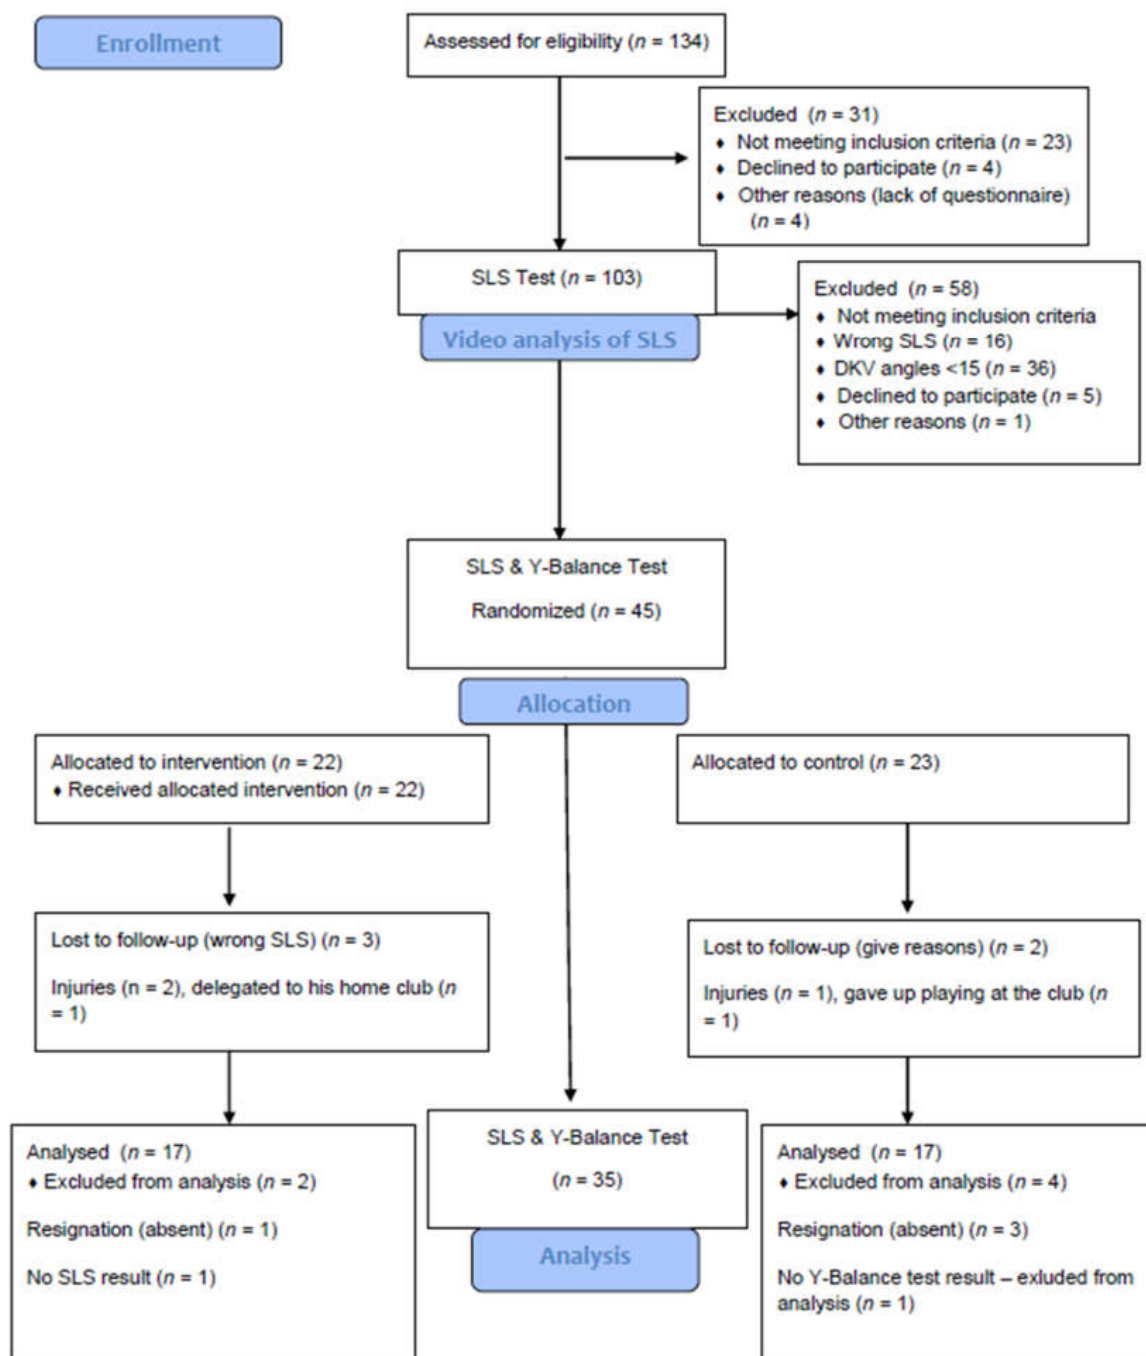 Enrollment
Assessed for eligibility (n = 134)
Excluded (n = 31)
♦ Not meeting inclusion criteria (n = 23)
♦ Declined to participate (n = 4)
♦ Other reasons (lack of questionnaire)
(n = 4)
SLS Test (n = 103)
Video analysis of SLS
Excluded (n = 58)
♦ Not meeting inclusion criteria
♦ Wrong SLS (n = 16)
♦ DKV angles <15 (n = 36)
♦ Declined to participate (n = 5)
♦ Other reasons (n = 1)
SLS & Y-Balance Test
Randomized (n = 45)
Allocation
Allocated to intervention (n = 22)
♦ Received allocated intervention (n = 22)
Allocated to control (n = 23)
Lost to follow-up (wrong SLS) (n = 3)
Injuries (n = 2), delegated to his home club (n
= 1)
Lost to follow-up (give reasons) (n = 2)
Injuries (n = 1), gave up playing at the club (n
= 1)
Analysed (n = 17)
♦ Excluded from analysis (n = 2)
Resignation (absent) (n = 1)
No SLS result (n = 1)
SLS & Y-Balance Test
(n = 35)
Analysis
Analysed (n = 17)
♦ Excluded from analysis (n = 4)
Resignation (absent) (n = 3)
No Y-Balance test result – exluded from
analysis (n = 1)